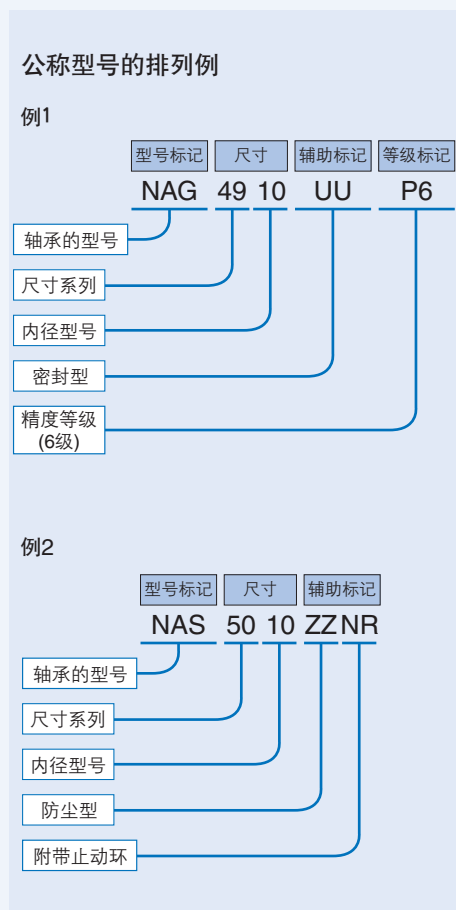 公称型号的排列例
例1
型号标记 尺寸 辅助标记 等级标记
NAG 49 10 UU P6
轴承的型号
尺寸系列
内径型号
密封型
精度等级
(6级)
例2
型号标记 尺寸 辅助标记
NAS 50 10 ZZ NR
轴承的型号
尺寸系列
内径型号
防尘型
附带止动环